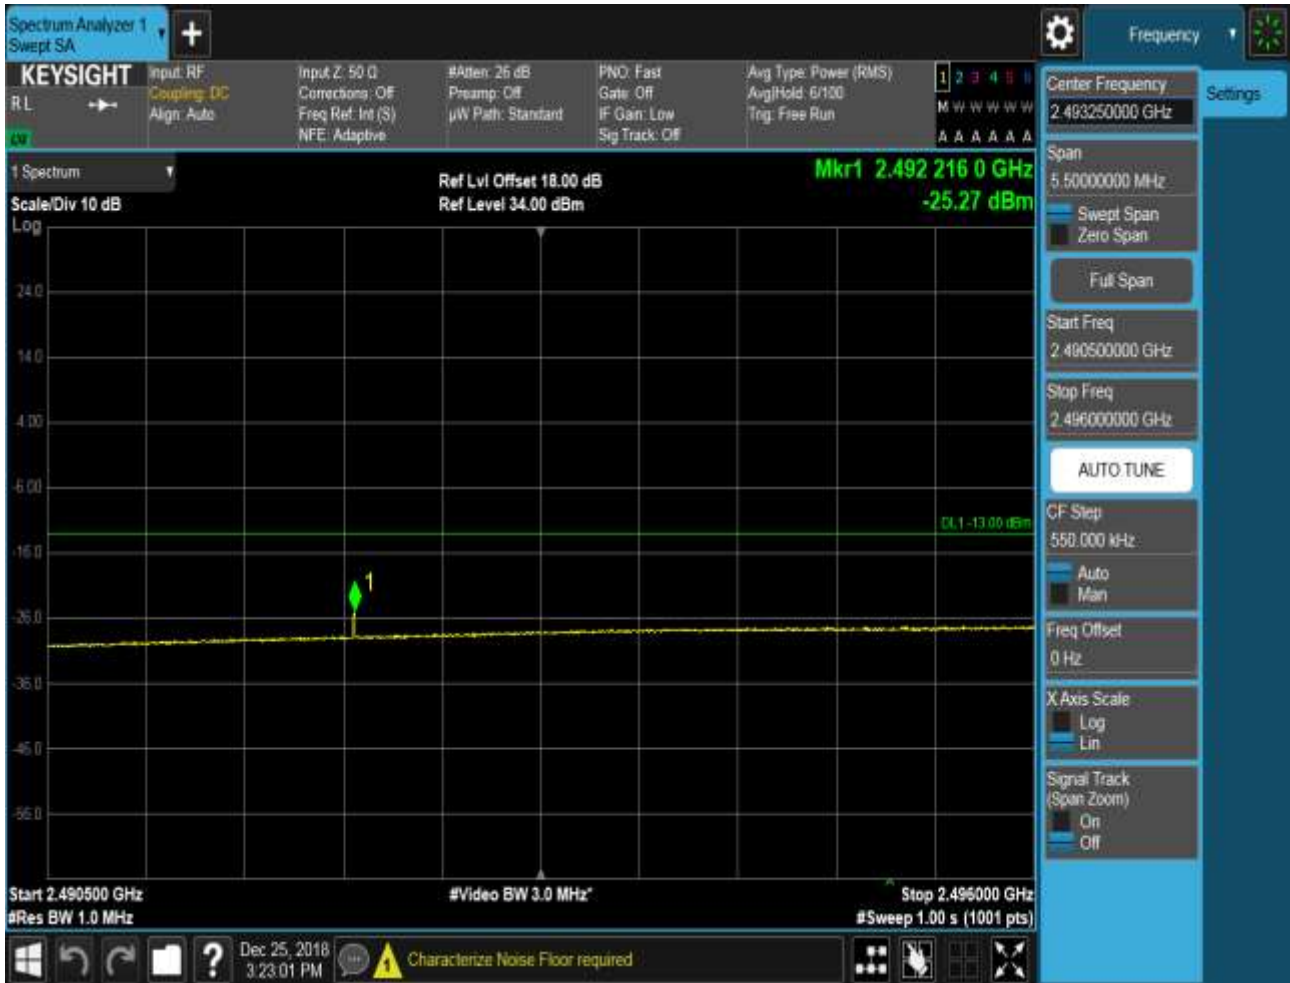 Spectrum Analyzer 1
Swept SA
+
Frequency
KEYSIGHT
RL
LW
Input: RF
Coupling: DC
Align: Auto
Input Z: 50 Ω
Corrections: Off
Freq Ref: Int (S)
NFE: Adaptive
#Atten: 26 dB
Preamp: Off
µW Path: Standard
PNO: Fast
Gate: Off
IF Gain: Low
Sig Track: Off
Avg Type: Power (RMS)
Avg|Hold: 6/100
Trig: Free Run
1 2 3 4 5 6
M W W W W W
A A A A A A
1 Spectrum
Scale/Div 10 dB
Log
Ref Lvl Offset 18.00 dB
Ref Level 34.00 dBm
Mkr1 2.492 216 0 GHz
-25.27 dBm
24.0
14.0
4.00
-6.00
-16.0
-26.0
-36.0
-46.0
-56.0
DL1 -13.00 dBm
1
Start 2.490500 GHz
#Res BW 1.0 MHz
#Video BW 3.0 MHz*
Stop 2.496000 GHz
#Sweep 1.00 s (1001 pts)
Center Frequency
2.493250000 GHz
Settings
Span
5.50000000 MHz
Swept Span
Zero Span
Full Span
Start Freq
2.490500000 GHz
Stop Freq
2.496000000 GHz
AUTO TUNE
CF Step
550.000 kHz
Auto
Man
Freq Offset
0 Hz
X Axis Scale
Log
Lin
Signal Track
(Span Zoom)
On
Off
?
Dec 25, 2018
3:23:01 PM
Characterize Noise Floor required